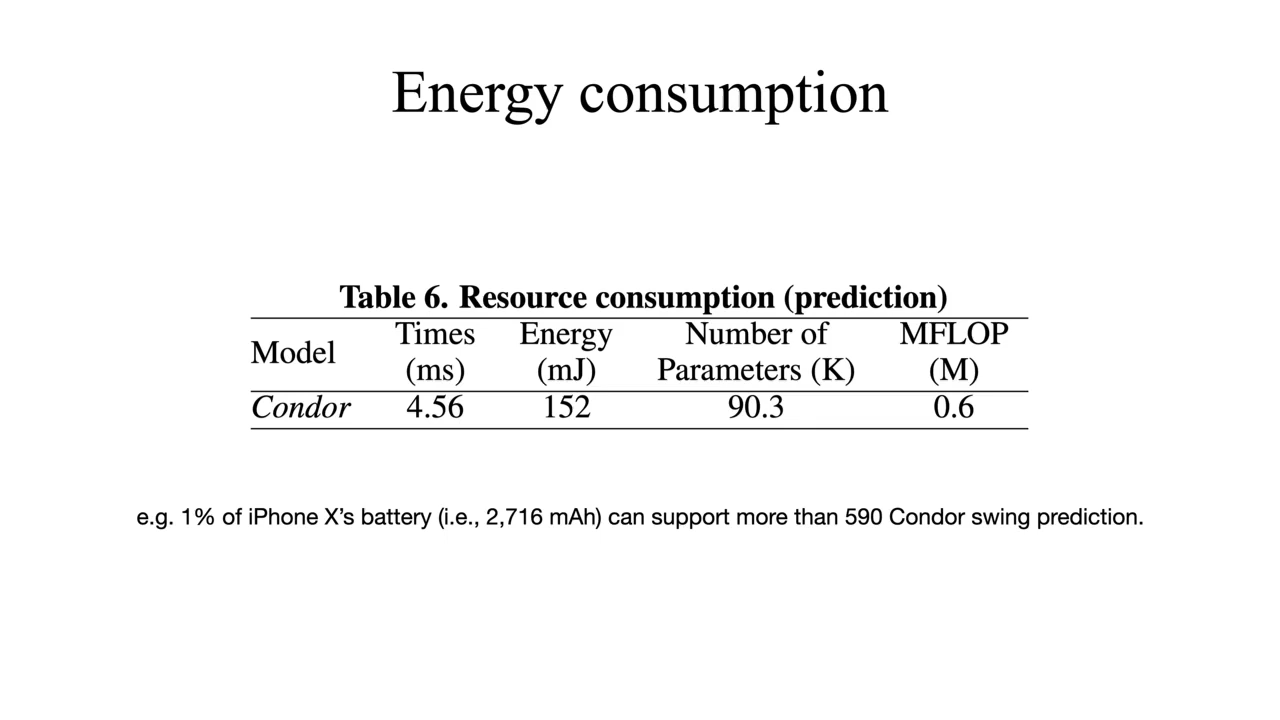 Energy consumption
Table 6. Resource consumption (prediction)
Model Times (ms) Energy (mJ) Number of Parameters (K) MFLOP (M)
Condor 4.56 152 90.3 0.6
e.g. 1% of iPhone X’s battery (i.e., 2,716 mAh) can support more than 590 Condor swing prediction.